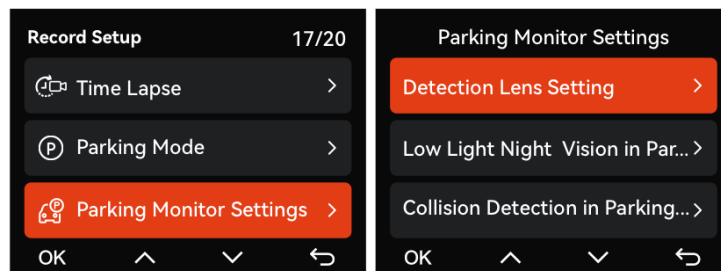 Record Setup 17/20
Time Lapse
Parking Mode
Parking Monitor Settings
OK
Parking Monitor Settings
Detection Lens Setting
Low Light Night Vision in Par...
Collision Detection in Parking...
OK